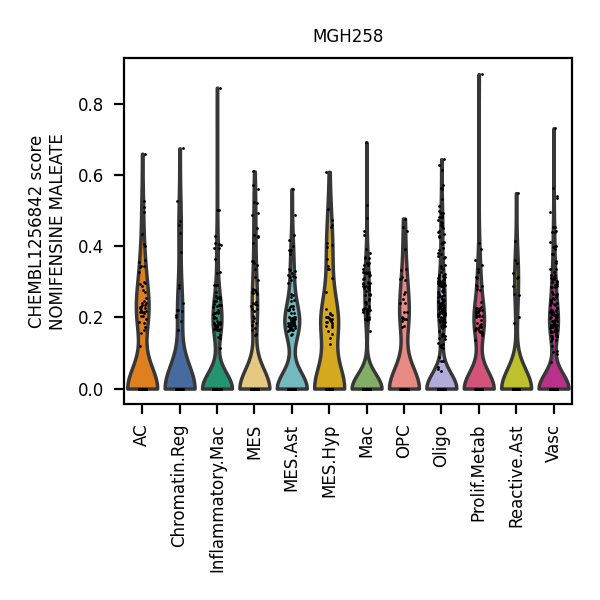 MGH258
CHEMBL1256842 score
NOMIFENSINE MALEATE
0.8
0.6
0.4
0.2
0.0
AC
Chromatin.Reg
Inflammatory.Mac
MES
MES.Ast
MES.Hyp
Mac
OPC
Oligo
Prolif.Metab
Reactive.Ast
Vasc